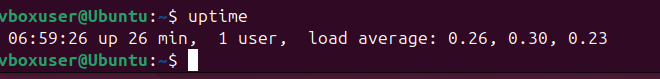 vboxuser@Ubuntu:~$ uptime
 06:59:26 up 26 min,  1 user,  load average: 0.26, 0.30, 0.23
vboxuser@Ubuntu:~$